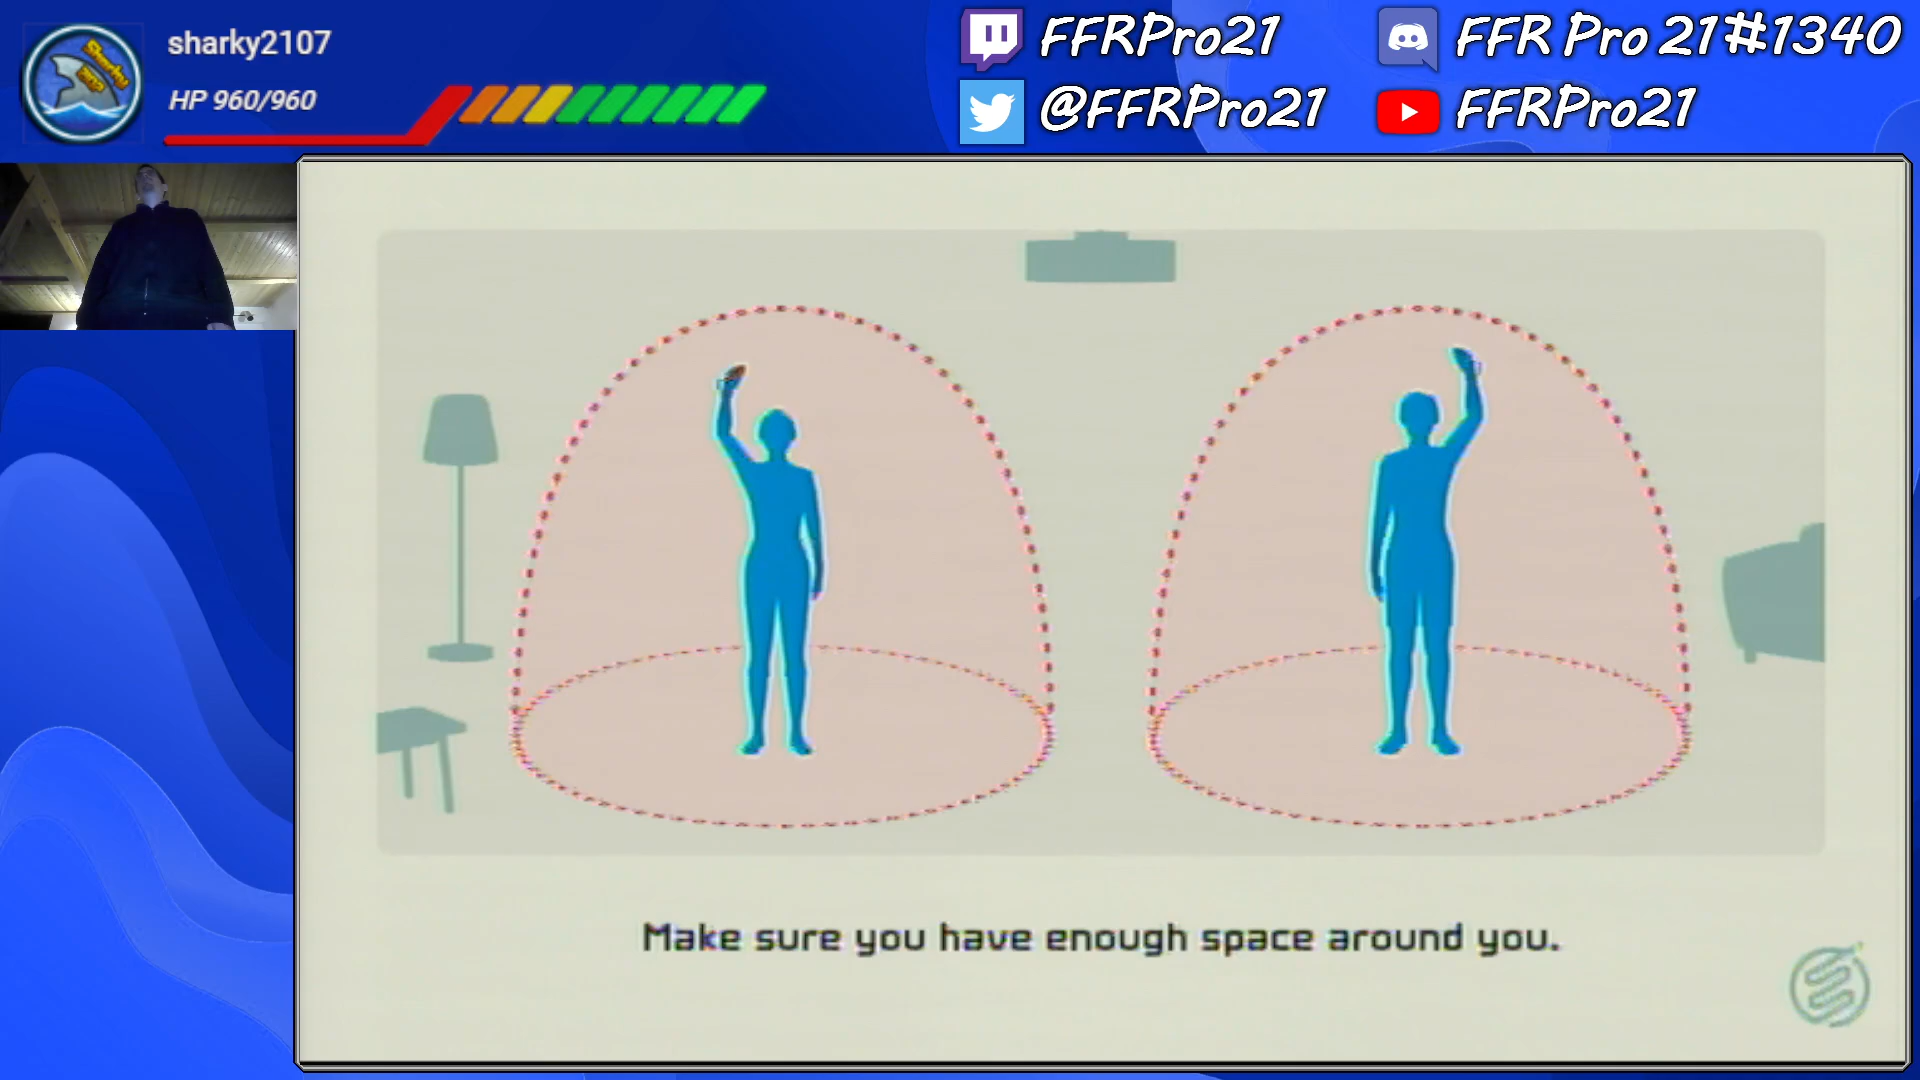 sharky2107
HP 960/960
FFRPro21
FFR Pro 21#1340
@FFRPro21
FFRPro21
Make sure you have enough space around you.